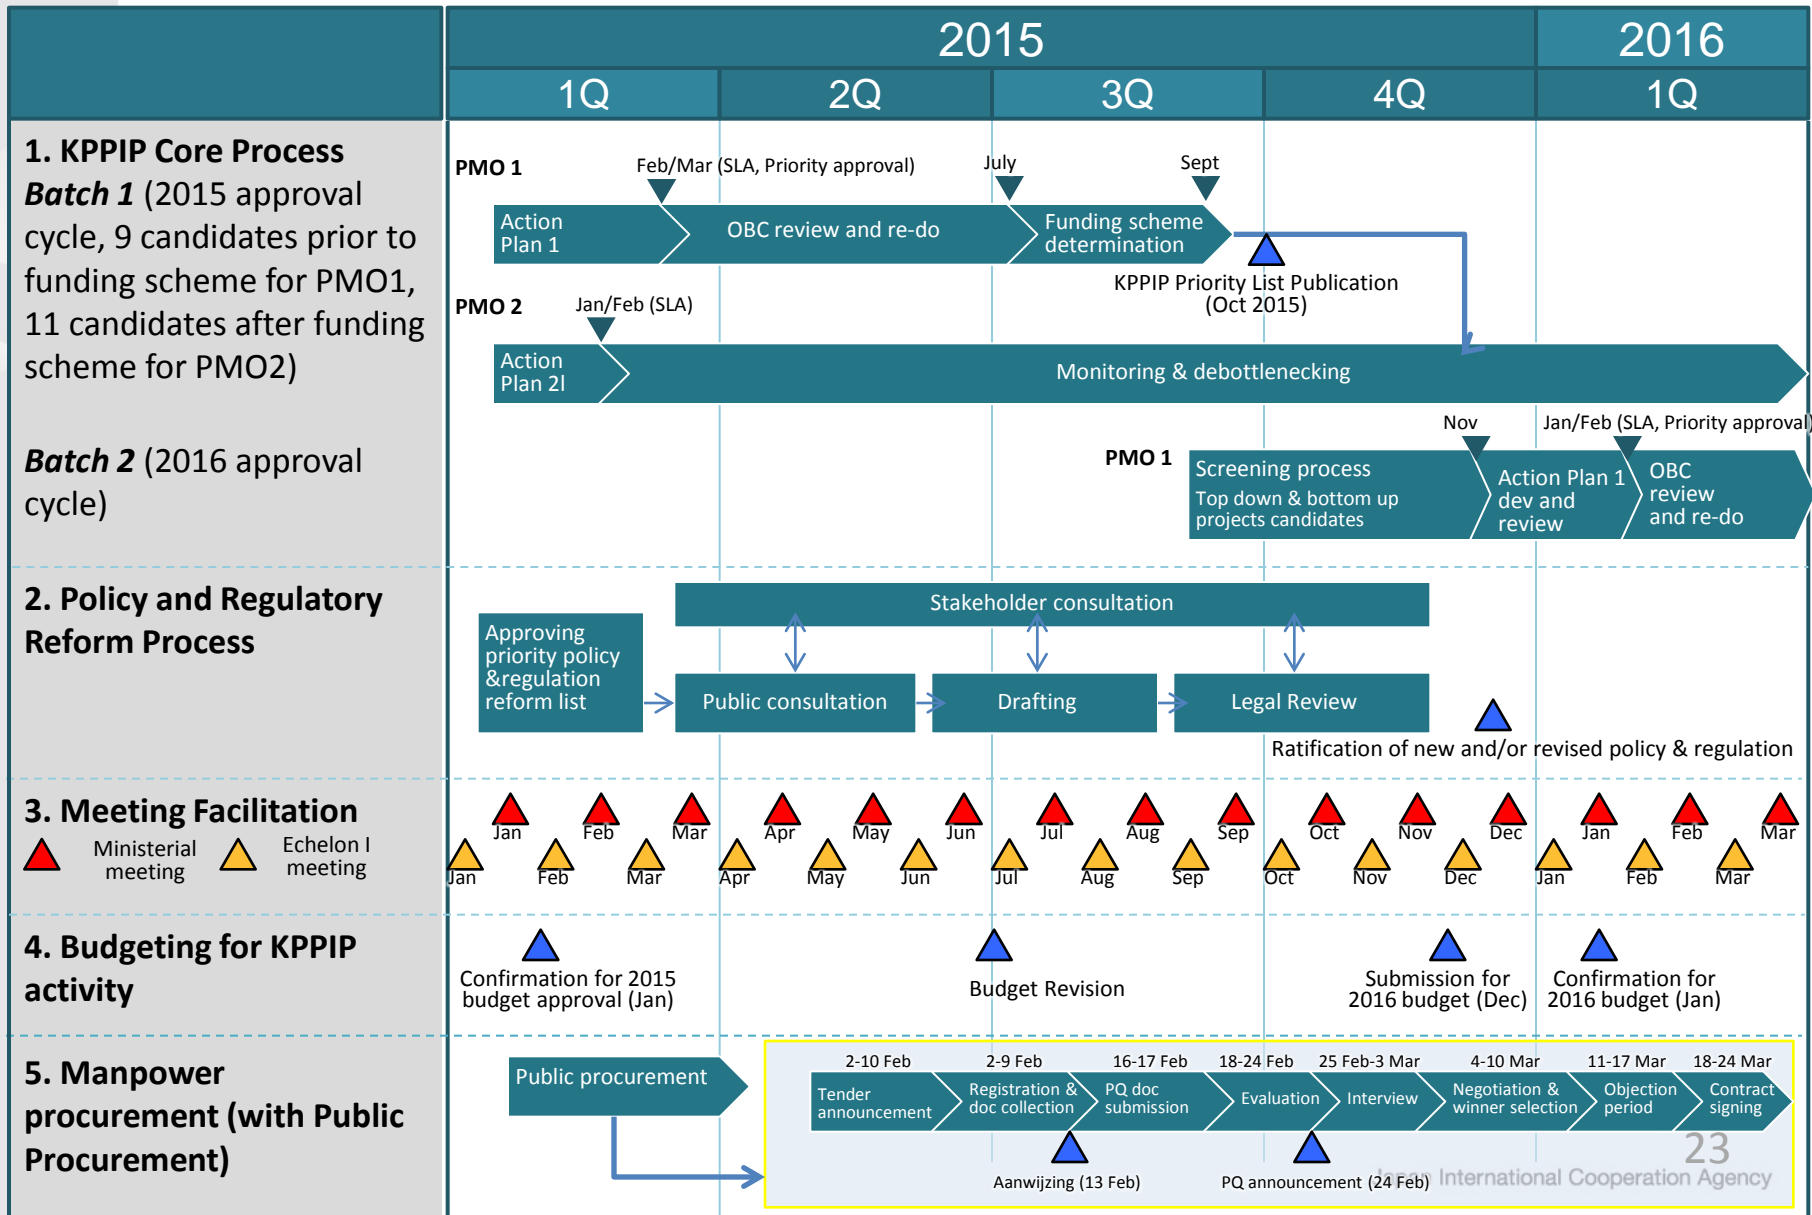 2015
2016
1Q
2Q
3Q
4Q
1Q
1. KPPIP Core Process
Batch 1 (2015 approval
cycle, 9 candidates prior to
funding scheme for PMO1,
11 candidates after funding
scheme for PMO2)
Batch 2 (2016 approval
cycle)
PMO 1
Feb/Mar (SLA, Priority approval)
July
Sept
Action
Plan 1
OBC review and re-do
Funding scheme
determination
KPPIP Priority List Publication
(Oct 2015)
PMO 2
Jan/Feb (SLA)
Action
Plan 2l
Monitoring & debottlenecking
Nov
Jan/Feb (SLA, Priority approval)
PMO 1
Screening process
Top down & bottom up
projects candidates
Action Plan 1
dev and
review
OBC
review
and re-do
2. Policy and Regulatory
Reform Process
Stakeholder consultation
Approving
priority policy
&regulation
reform list
Public consultation
Drafting
Legal Review
Ratification of new and/or revised policy & regulation
3. Meeting Facilitation
Ministerial
meeting
Echelon I
meeting
Jan Feb Mar Apr May Jun Jul Aug Sep Oct Nov Dec Jan Feb Mar
Jan Feb Mar Apr May Jun Jul Aug Sep Oct Nov Dec Jan Feb Mar
4. Budgeting for KPPIP
activity
Confirmation for 2015
budget approval (Jan)
Budget Revision
Submission for
2016 budget (Dec)
Confirmation for
2016 budget (Jan)
5. Manpower
procurement (with Public
Procurement)
Public procurement
2-10 Feb
2-9 Feb
16-17 Feb
18-24 Feb
25 Feb-3 Mar
4-10 Mar
11-17 Mar
18-24 Mar
Tender
announcement
Registration &
doc collection
PQ doc
submission
Evaluation
Interview
Negotiation &
winner selection
Objection
period
Contract
signing
Aanwijzing (13 Feb)
PQ announcement (24 Feb)
23
Japan International Cooperation Agency